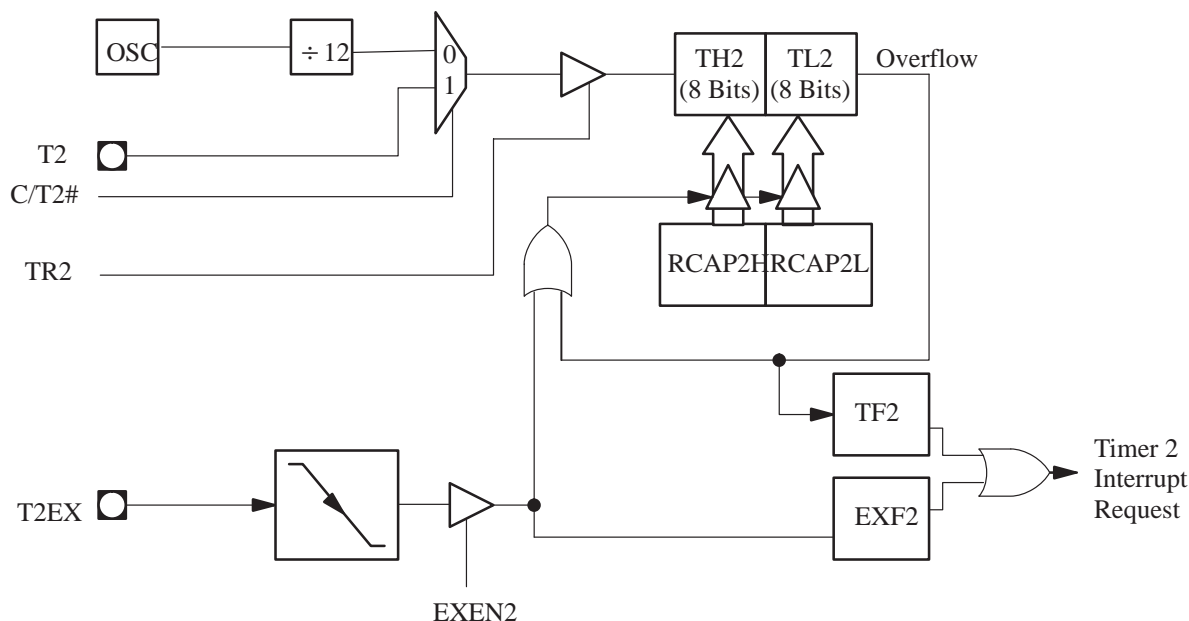 OSC
÷ 12
0
1
TH2
(8 Bits)
TL2
(8 Bits)
Overflow
T2
C/T2#
TR2
RCAP2H
RCAP2L
TF2
EXF2
Timer 2
Interrupt
Request
T2EX
EXEN2